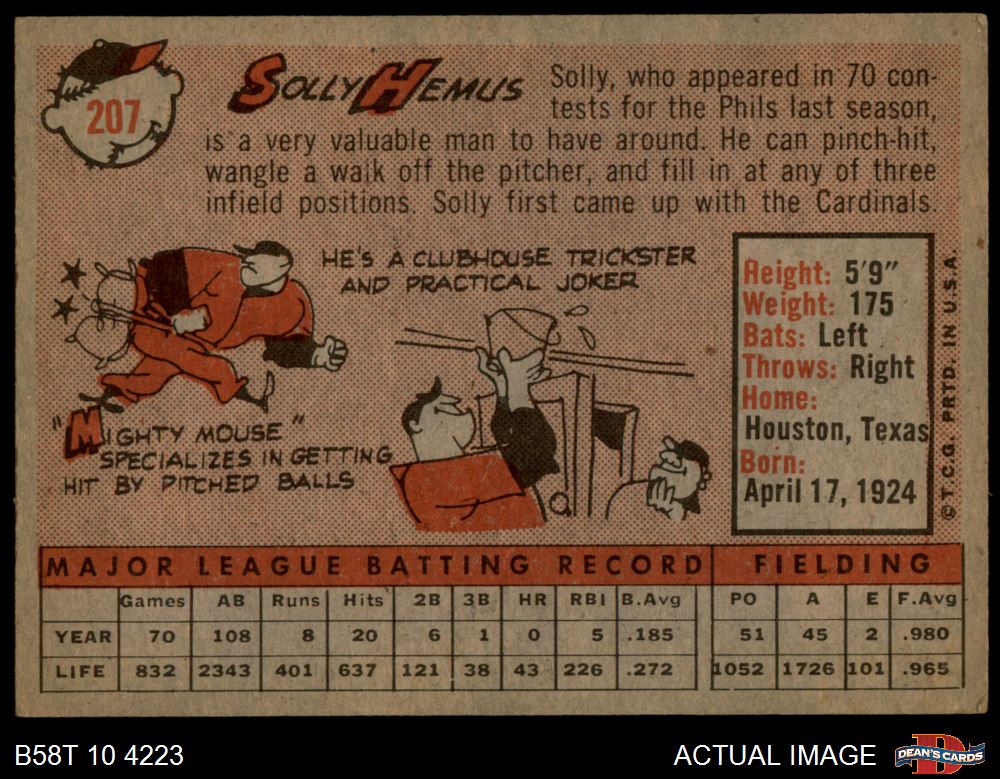 207
SOLLY HEMUS
Solly, who appeared in 70 con-
tests for the Phils last season,
is a very valuable man to have around. He can pinch-hit,
wangle a walk off the pitcher, and fill in at any of three
infield positions. Solly first came up with the Cardinals.
HE'S A CLUBHOUSE TRICKSTER
AND PRACTICAL JOKER
"MIGHTY MOUSE"
SPECIALIZES IN GETTING
HIT BY PITCHED BALLS
Height: 5'9"
Weight: 175
Bats: Left
Throws: Right
Home:
Houston, Texas
Born:
April 17, 1924
© T.C.G. PRTD. IN U.S.A.
MAJOR LEAGUE BATTING RECORD FIELDING
Games AB Runs Hits 2B 3B HR RBI B.Avg PO A E F.Avg
YEAR 70 108 8 20 6 1 0 5 .185 51 45 2 .980
LIFE 832 2343 401 637 121 38 43 226 .272 1052 1726 101 .965
B58T 10 4223 ACTUAL IMAGE DEAN'S CARDS